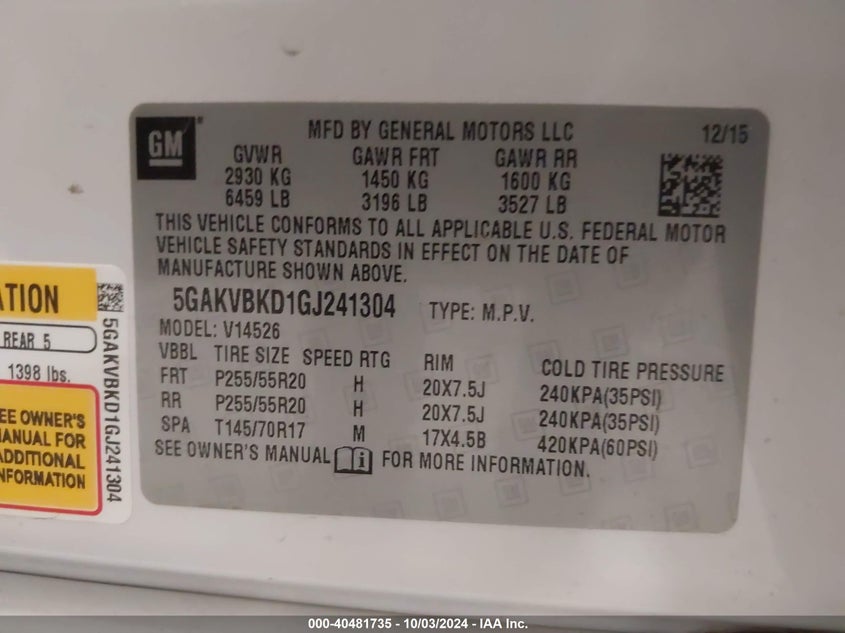 GM®
MFD BY GENERAL MOTORS LLC 12/15
GVWR GAWR FRT GAWR RR
2930 KG 1450 KG 1600 KG
6459 LB 3196 LB 3527 LB
THIS VEHICLE CONFORMS TO ALL APPLICABLE U.S. FEDERAL MOTOR
VEHICLE SAFETY STANDARDS IN EFFECT ON THE DATE OF
MANUFACTURE SHOWN ABOVE.
5GAKVBKD1GJ241304 TYPE: M.P.V.
MODEL: V14526
VBBL TIRE SIZE SPEED RTG RIM COLD TIRE PRESSURE
FRT P255/55R20 H 20X7.5J 240KPA(35PSI)
RR P255/55R20 H 20X7.5J 240KPA(35PSI)
SPA T145/70R17 M 17X4.5B 420KPA(60PSI)
SEE OWNER'S MANUAL FOR MORE INFORMATION.
REAR 5
1398 lbs.
OWNER'S
MANUAL FOR
5GAKVBKD1GJ241304
000-40481735 - 10/03/2024 - IAA Inc.